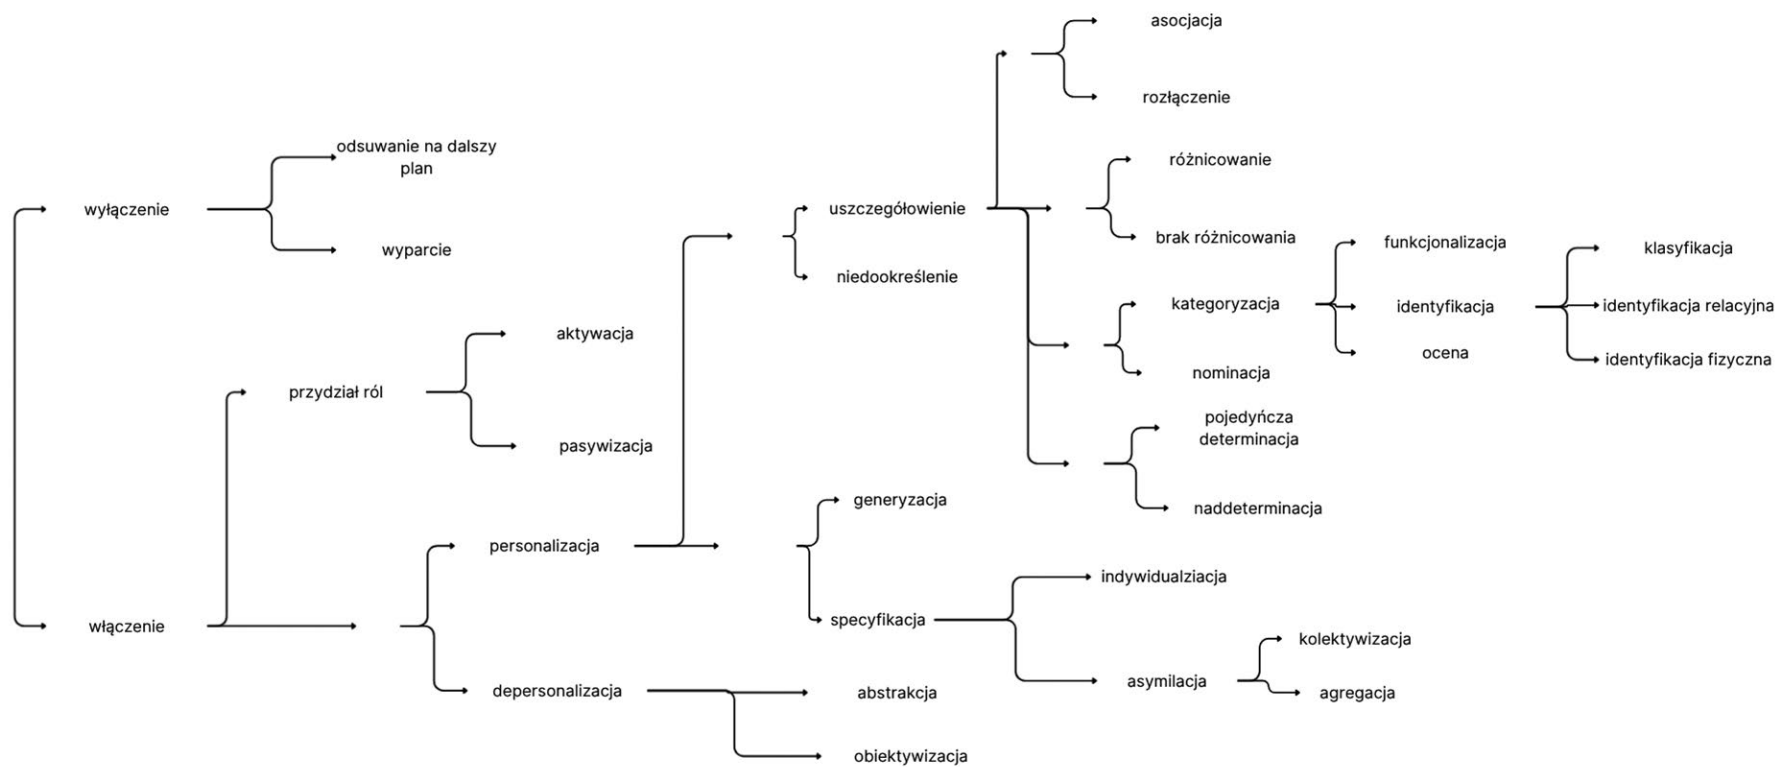 asocjacja
rozłączenie
odsuwanie na dalszy
plan
wyłączenie
wyparcie
różnicowanie
uszczegółowienie
brak różnicowania
niedookreślenie
funkcjonalizacja
klasyfikacja
kategoryzacja
identyfikacja
identyfikacja relacyjna
ocena
identyfikacja fizyczna
nominacja
aktywacja
przydział ról
pasywizacja
pojedyńcza
determinacja
naddeterminacja
generyzacja
personalizacja
indywidualziacja
włączenie
specyfikacja
kolektywizacja
asymilacja
agregacja
depersonalizacja
abstrakcja
obiektywizacja